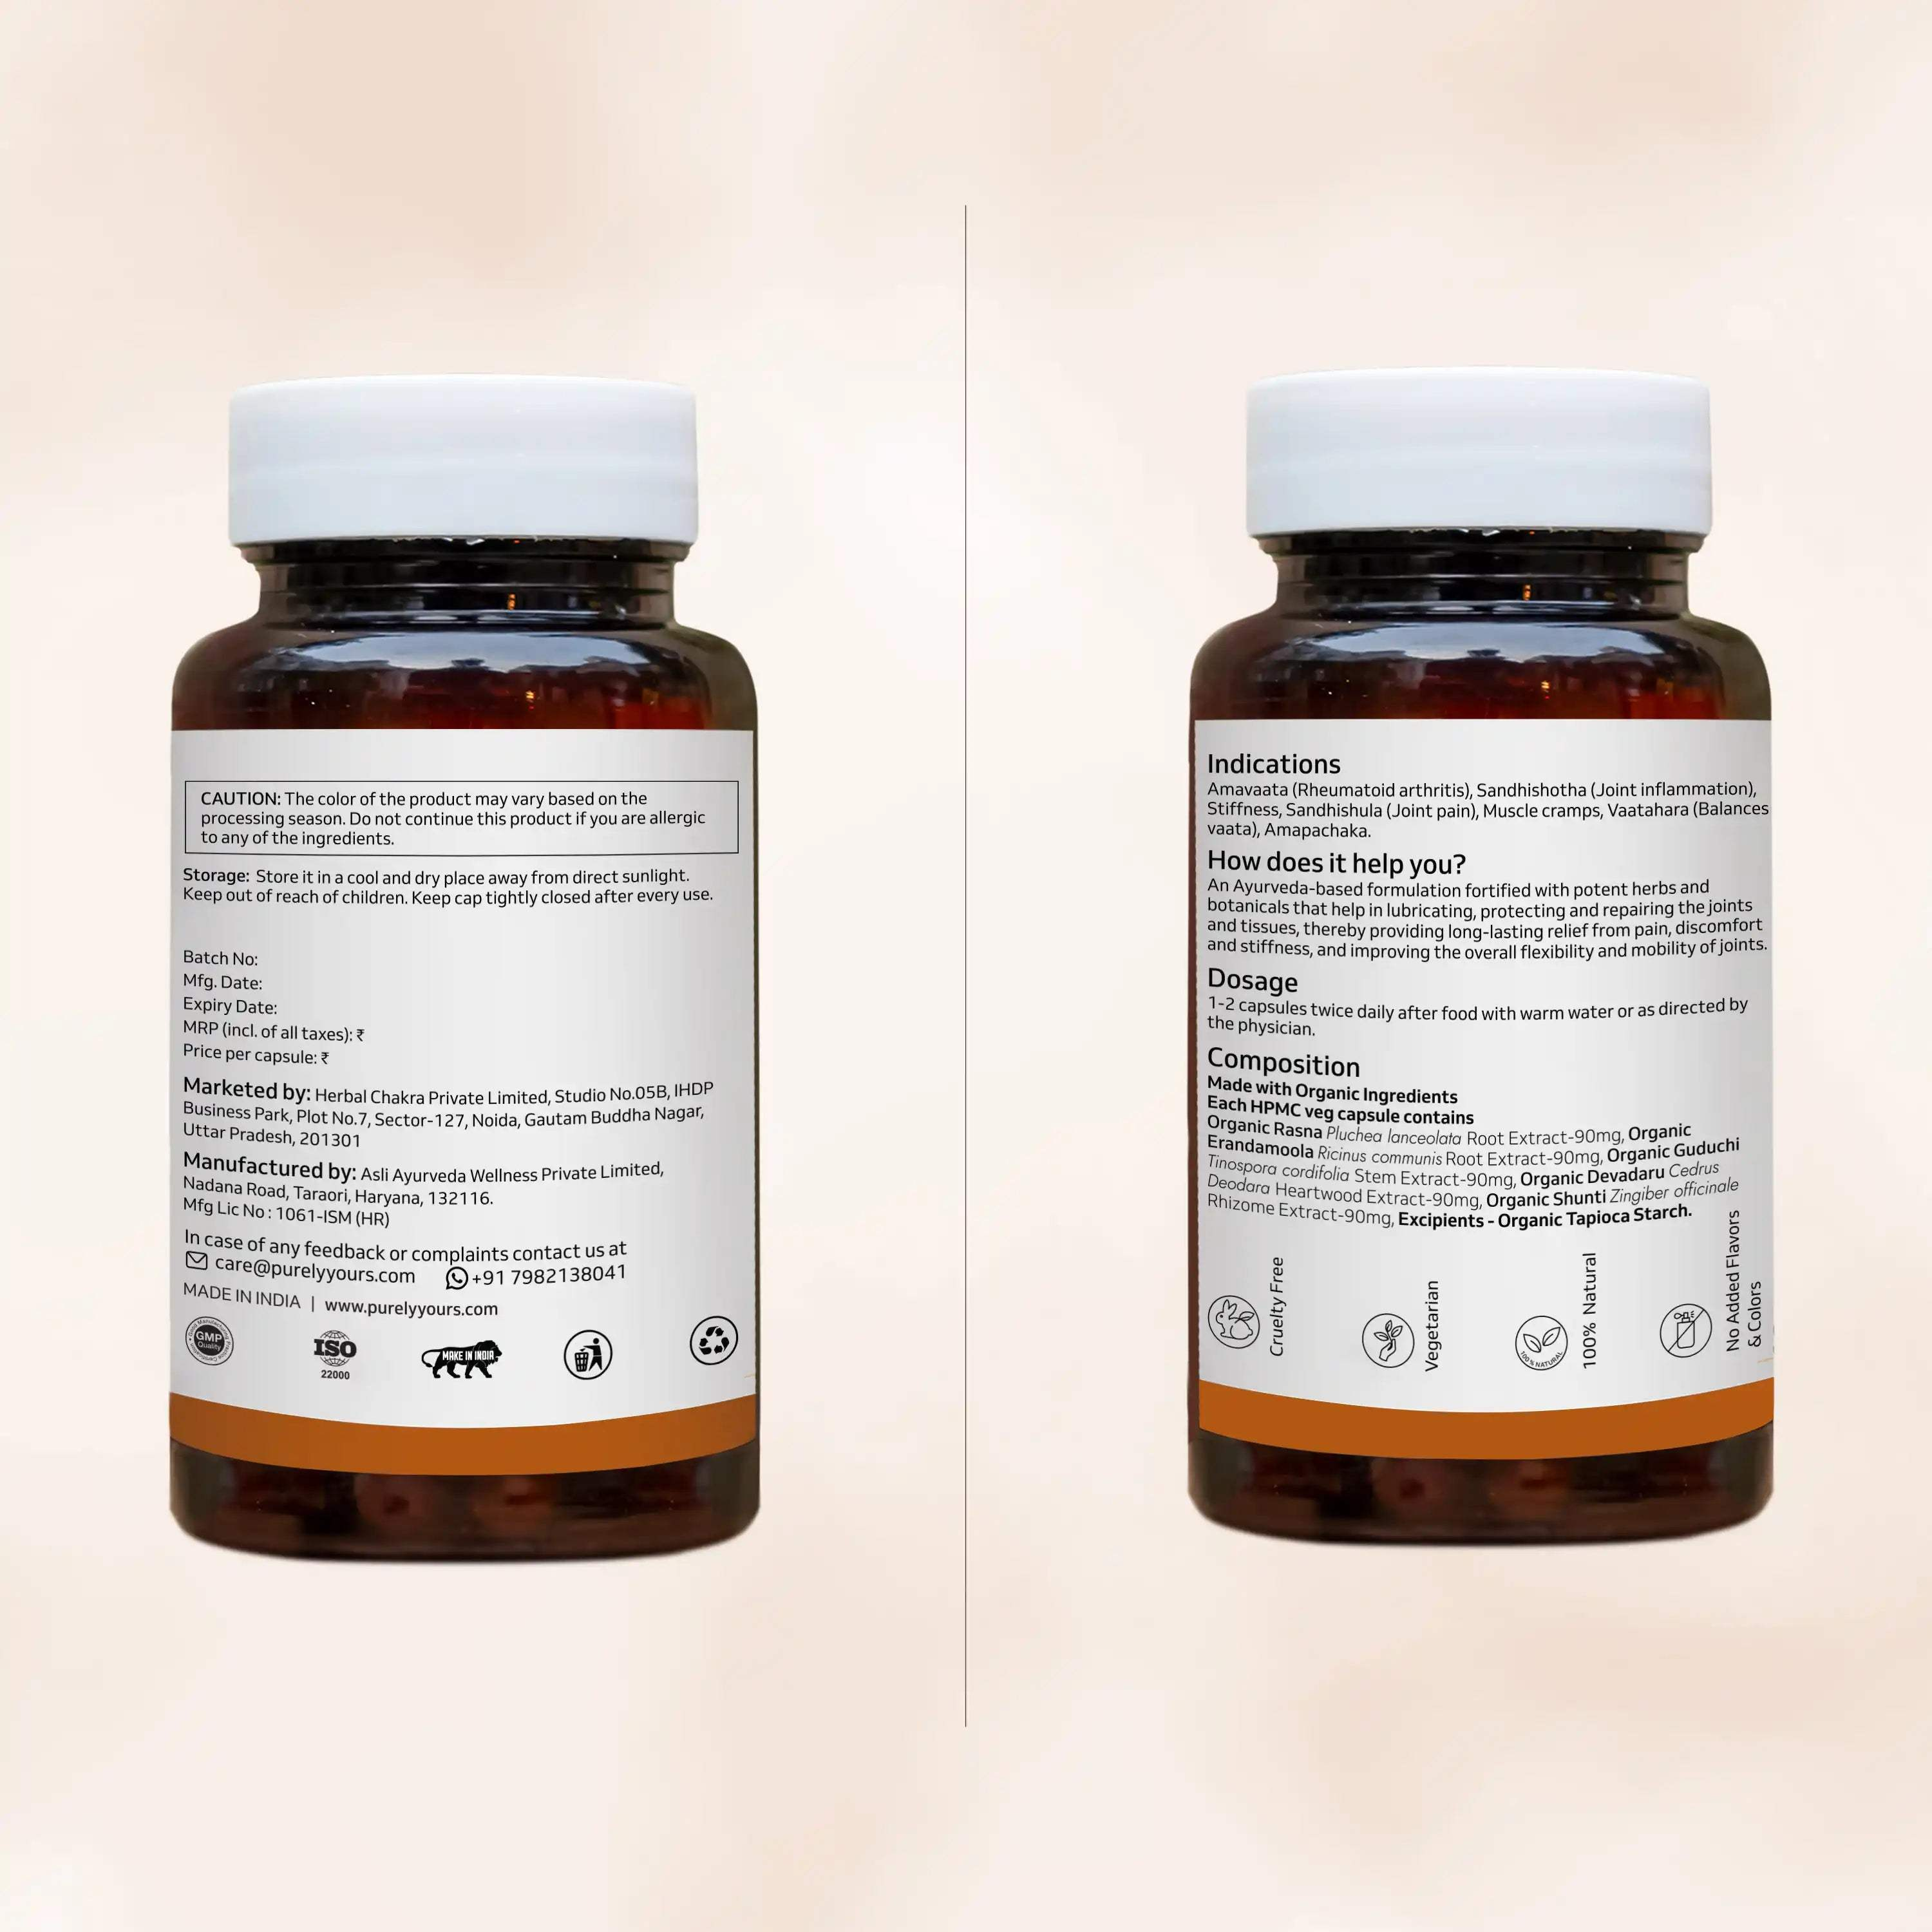 CAUTION: The color of the product may vary based on the
processing season. Do not continue this product if you are allergic
to any of the ingredients.
Storage: Store it in a cool and dry place away from direct sunlight.
Keep out of reach of children. Keep cap tightly closed after every use.
Batch No:
Mfg. Date:
Expiry Date:
MRP (incl. of all taxes): ₹
Price per capsule: ₹
Marketed by: Herbal Chakra Private Limited, Studio No.05B, IHDP
Business Park, Plot No.7, Sector-127, Noida, Gautam Buddha Nagar,
Uttar Pradesh, 201301
Manufactured by: Asli Ayurveda Wellness Private Limited,
Nadana Road, Taraori, Haryana, 132116.
Mfg Lic No : 1061-ISM (HR)
In case of any feedback or complaints contact us at
care@purelyyours.com +91 7982138041
MADE IN INDIA | www.purelyyours.com
GMP
Quality
ISO
22000
MAKE IN INDIA
Indications
Amavaata (Rheumatoid arthritis), Sandhishotha (Joint inflammation),
Stiffness, Sandhishula (Joint pain), Muscle cramps, Vaatahara (Balances
vaata), Amapachaka.
How does it help you?
An Ayurveda-based formulation fortified with potent herbs and
botanicals that help in lubricating, protecting and repairing the joints
and tissues, thereby providing long-lasting relief from pain, discomfort
and stiffness, and improving the overall flexibility and mobility of joints.
Dosage
1-2 capsules twice daily after food with warm water or as directed by
the physician.
Composition
Made with Organic Ingredients
Each HPMC veg capsule contains
Organic Rasna Pluchea lanceolata Root Extract-90mg, Organic
Erandamoola Ricinus communis Root Extract-90mg, Organic Guduchi
Tinospora cordifolia Stem Extract-90mg, Organic Devadaru Cedrus
Deodara Heartwood Extract-90mg, Organic Shunti Zingiber officinale
Rhizome Extract-90mg, Excipients - Organic Tapioca Starch.
Cruelty Free
Vegetarian
100% NATURAL
100% Natural
No Added Flavors
& Colors